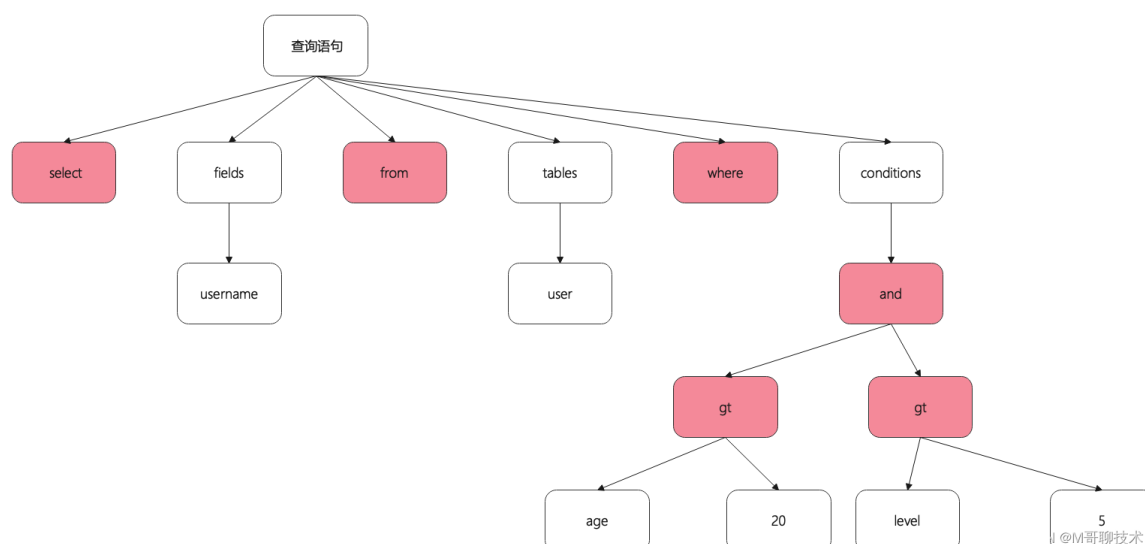 查询语句
select
fields
from
tables
where
conditions
username
user
and
gt
gt
age
20
level
5
@M哥聊技术